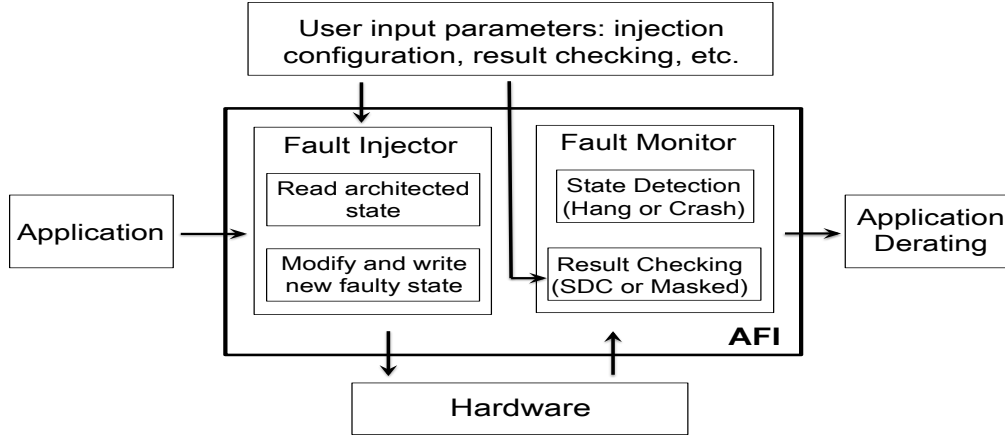 User input parameters: injection
configuration, result checking, etc.
Fault Injector
Read architected
state
Modify and write
new faulty state
Fault Monitor
State Detection
(Hang or Crash)
Result Checking
(SDC or Masked)
AFI
Application
Application
Derating
Hardware